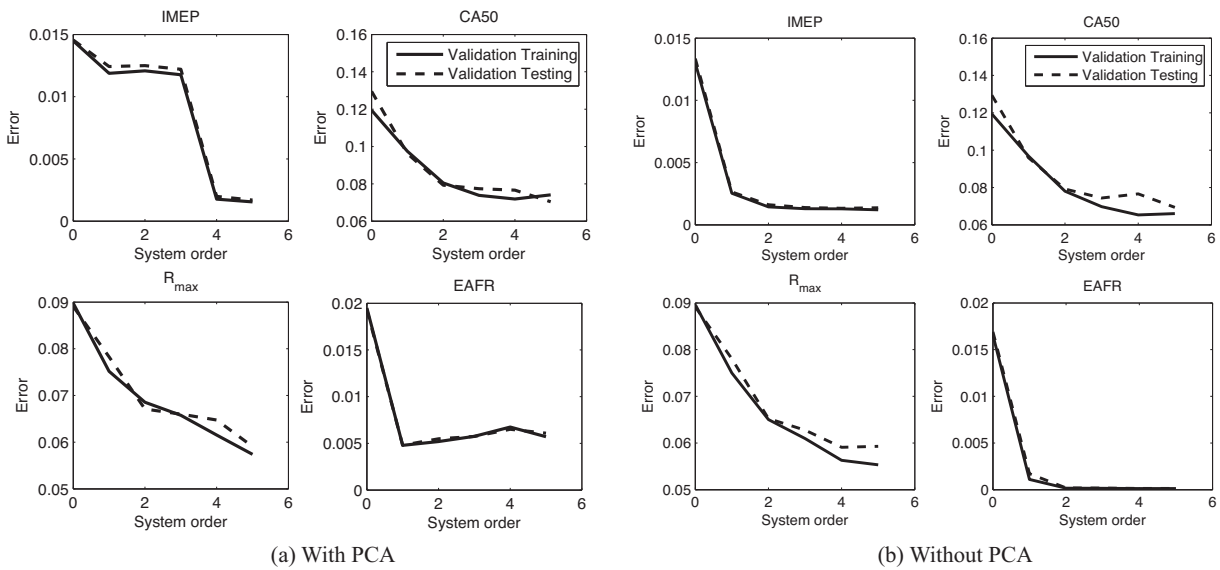 IMEP
0.015
0.01
0.005
0
Error
0 2 4 6
System order
CA50
0.16
0.14
0.12
0.1
0.08
0.06
Error
Validation Training
Validation Testing
0 2 4 6
System order
R_max
0.09
0.08
0.07
0.06
0.05
Error
0 2 4 6
System order
EAFR
0.02
0.015
0.01
0.005
0
Error
0 2 4 6
System order
(a) With PCA
IMEP
0.015
0.01
0.005
0
Error
0 2 4 6
System order
CA50
0.16
0.14
0.12
0.1
0.08
0.06
Error
Validation Training
Validation Testing
0 2 4 6
System order
R_max
0.09
0.08
0.07
0.06
0.05
Error
0 2 4 6
System order
EAFR
0.02
0.015
0.01
0.005
0
Error
0 2 4 6
System order
(b) Without PCA